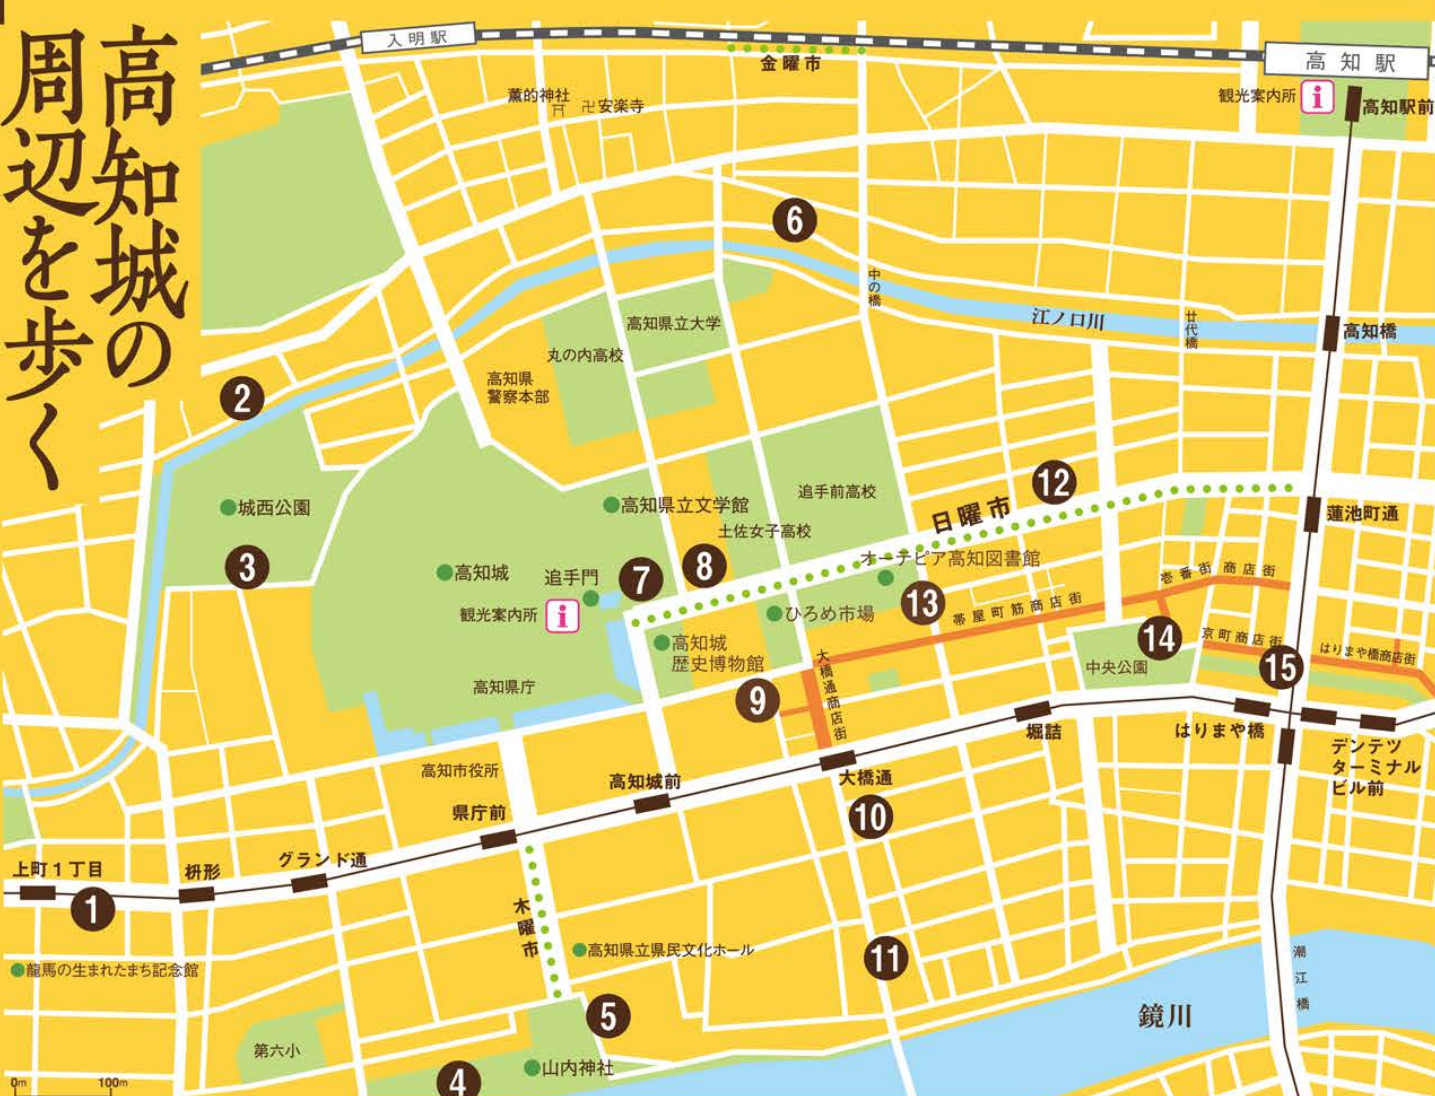 高知城の
周辺を歩く
入明駅
金曜市
高知駅
観光案内所
i
高知駅前
薫的神社
卍安楽寺
6
中の橋
江ノ口川
廿代橋
高知橋
高知県立大学
丸の内高校
高知県
警察本部
2
城西公園
3
高知城
追手門
観光案内所
i
高知県庁
高知県立文学館
土佐女子高校
追手前高校
7
8
日曜市
12
オーテピア高知図書館
ひろめ市場
13
高知城
歴史博物館
9
大橋通商店街
帯屋町筋商店街
壱番街商店街
蓮池町通
14
中央公園
京町商店街
15
はりまや橋商店街
堀詰
はりまや橋
デンテツ
ターミナル
ビル前
大橋通
10
高知城前
高知市役所
県庁前
グランド通
枡形
上町1丁目
1
龍馬の生まれたまち記念館
木曜市
高知県立県民文化ホール
11
5
山内神社
4
第六小
鏡川
潮江橋
0m
100m